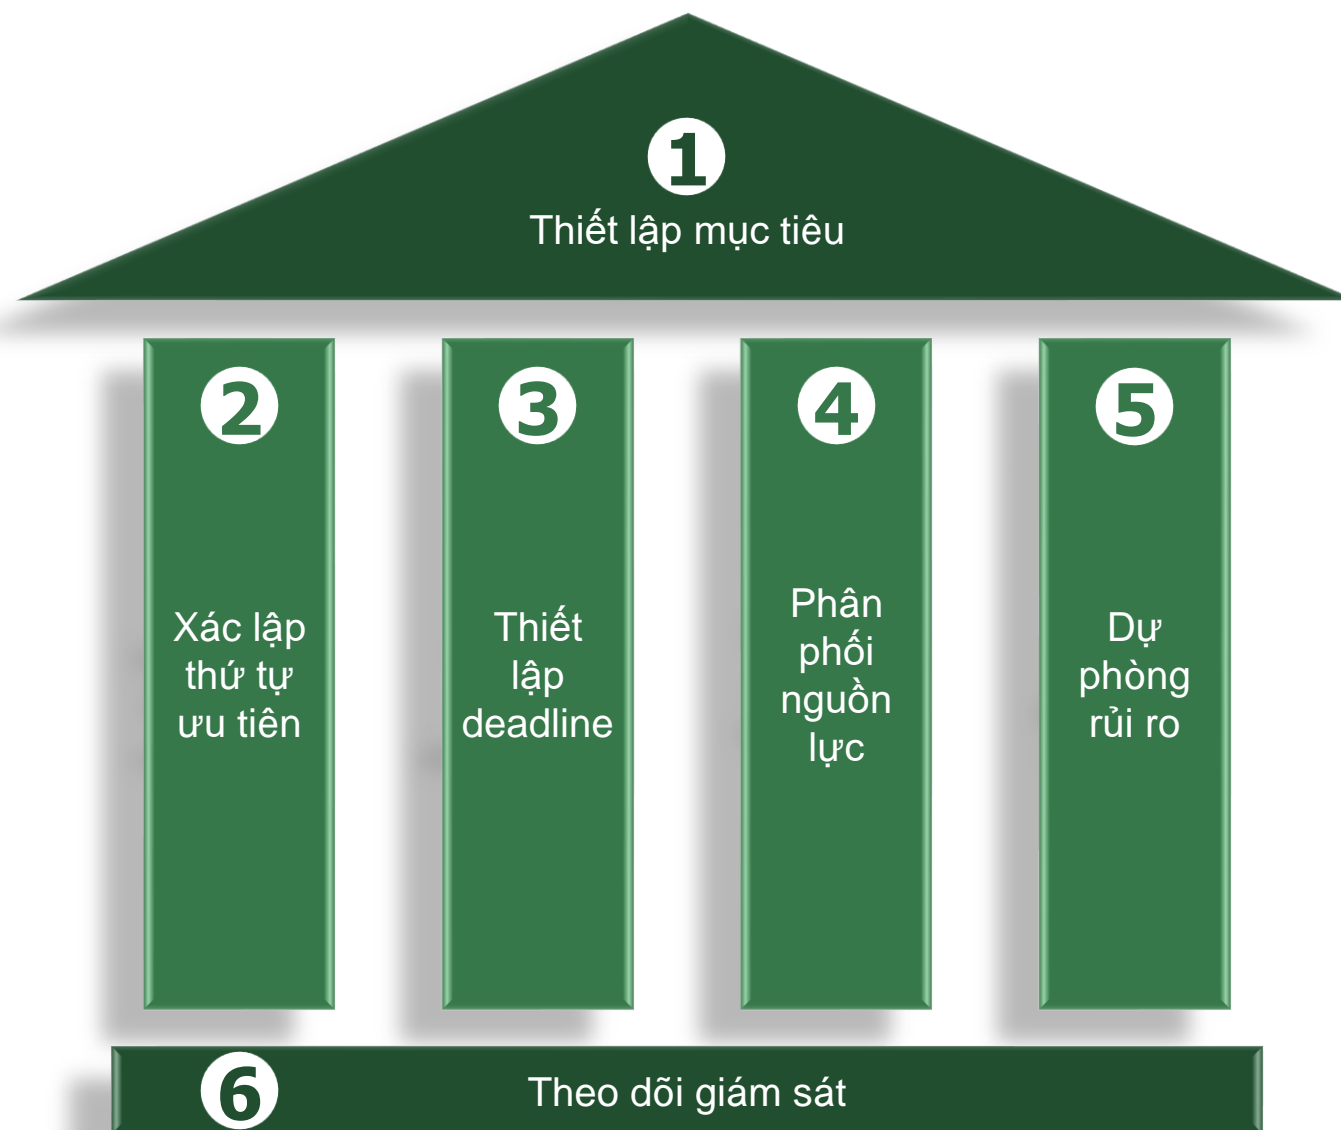 1
Thiết lập mục tiêu
2
Xác lập
thứ tự
ưu tiên
3
Thiết
lập
deadline
4
Phân
phối
nguồn
lực
5
Dự
phòng
rủi ro
6
Theo dõi giám sát